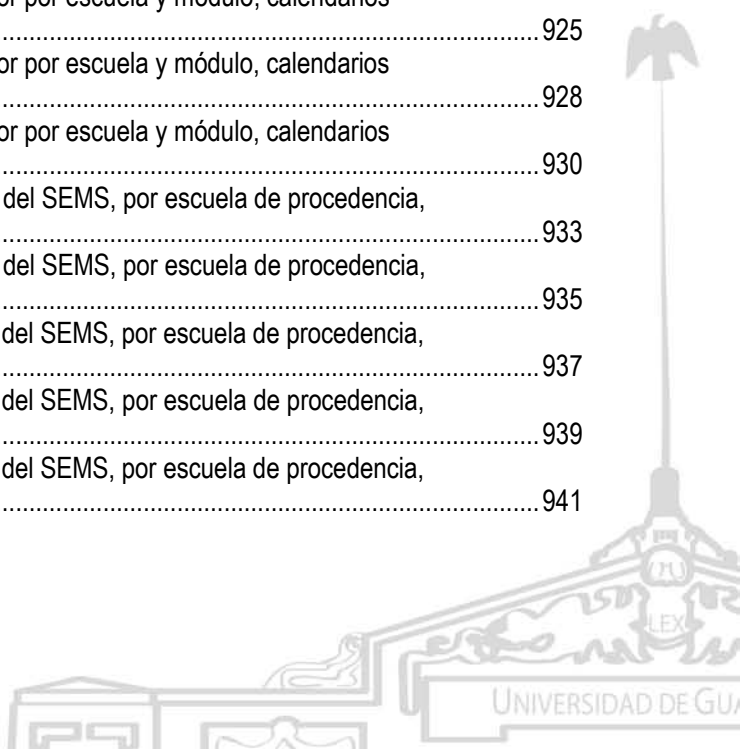 por escuela y módulo, calendarios
........................................................................................925
or por escuela y módulo, calendarios
........................................................................................928
or por escuela y módulo, calendarios
........................................................................................930
del SEMS, por escuela de procedencia,
........................................................................................933
del SEMS, por escuela de procedencia,
........................................................................................935
del SEMS, por escuela de procedencia,
........................................................................................937
del SEMS, por escuela de procedencia,
........................................................................................939
del SEMS, por escuela de procedencia,
........................................................................................941
LEX
UNIVERSIDAD DE GUA